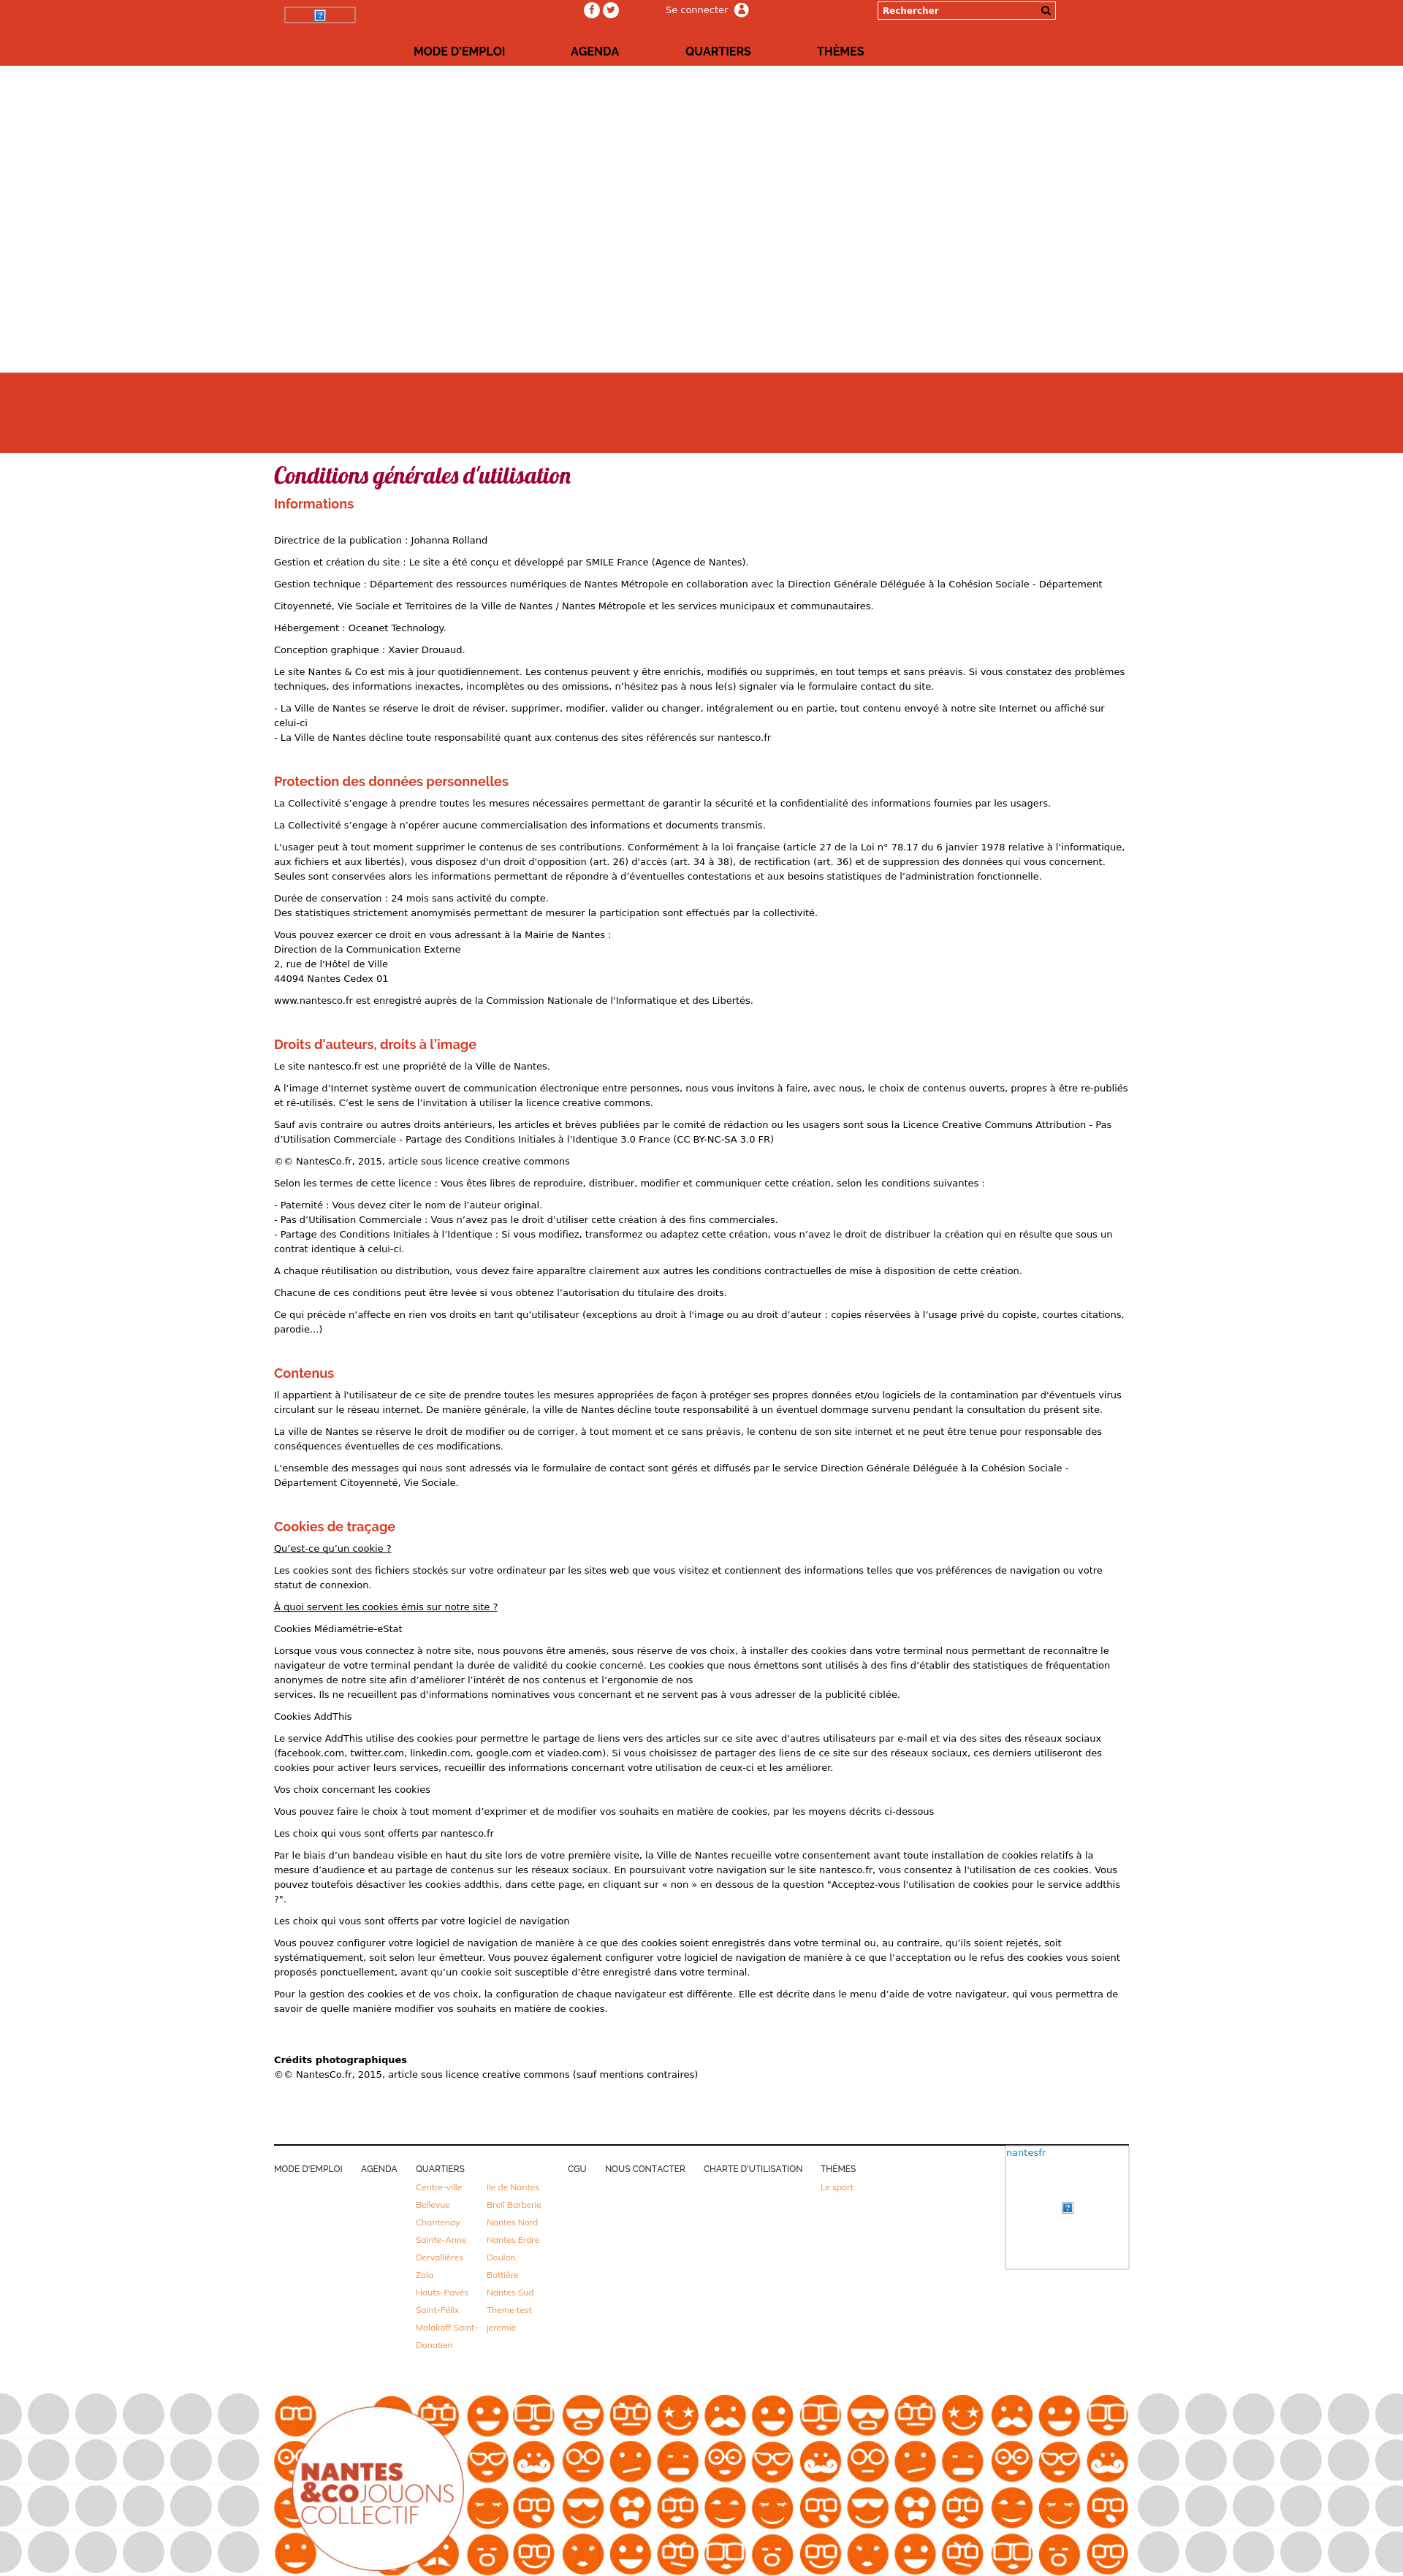 Se connecter
Rechercher
MODE D'EMPLOI
AGENDA
QUARTIERS
THÈMES
Conditions générales d'utilisation
Informations
Directrice de la publication : Johanna Rolland
Gestion et création du site : Le site a été conçu et développé par SMILE France (Agence de Nantes).
Gestion technique : Département des ressources numériques de Nantes Métropole en collaboration avec la Direction Générale Déléguée à la Cohésion Sociale - Département
Citoyenneté, Vie Sociale et Territoires de la Ville de Nantes / Nantes Métropole et les services municipaux et communautaires.
Hébergement : Oceanet Technology.
Conception graphique : Xavier Drouaud.
Le site Nantes & Co est mis à jour quotidiennement. Les contenus peuvent y être enrichis, modifiés ou supprimés, en tout temps et sans préavis. Si vous constatez des problèmes
techniques, des informations inexactes, incomplètes ou des omissions, n’hésitez pas à nous le(s) signaler via le formulaire contact du site.
- La Ville de Nantes se réserve le droit de réviser, supprimer, modifier, valider ou changer, intégralement ou en partie, tout contenu envoyé à notre site Internet ou affiché sur
celui-ci
- La Ville de Nantes décline toute responsabilité quant aux contenus des sites référencés sur nantesco.fr
Protection des données personnelles
La Collectivité s’engage à prendre toutes les mesures nécessaires permettant de garantir la sécurité et la confidentialité des informations fournies par les usagers.
La Collectivité s’engage à n’opérer aucune commercialisation des informations et documents transmis.
L'usager peut à tout moment supprimer le contenus de ses contributions. Conformément à la loi française (article 27 de la Loi n° 78.17 du 6 janvier 1978 relative à l'informatique,
aux fichiers et aux libertés), vous disposez d'un droit d'opposition (art. 26) d'accès (art. 34 à 38), de rectification (art. 36) et de suppression des données qui vous concernent.
Seules sont conservées alors les informations permettant de répondre à d’éventuelles contestations et aux besoins statistiques de l’administration fonctionnelle.
Durée de conservation : 24 mois sans activité du compte.
Des statistiques strictement anonymisés permettant de mesurer la participation sont effectués par la collectivité.
Vous pouvez exercer ce droit en vous adressant à la Mairie de Nantes :
Direction de la Communication Externe
2, rue de l'Hôtel de Ville
44094 Nantes Cedex 01
www.nantesco.fr est enregistré auprès de la Commission Nationale de l'Informatique et des Libertés.
Droits d’auteurs, droits à l’image
Le site nantesco.fr est une propriété de la Ville de Nantes.
A l’image d’Internet système ouvert de communication électronique entre personnes, nous vous invitons à faire, avec nous, le choix de contenus ouverts, propres à être re-publiés
et ré-utilisés. C’est le sens de l’invitation à utiliser la licence creative commons.
Sauf avis contraire ou autres droits antérieurs, les articles et brèves publiées par le comité de rédaction ou les usagers sont sous la Licence Creative Communs Attribution - Pas
d’Utilisation Commerciale - Partage des Conditions Initiales à l’Identique 3.0 France (CC BY-NC-SA 3.0 FR)
©© NantesCo.fr, 2015, article sous licence creative commons
Selon les termes de cette licence : Vous êtes libres de reproduire, distribuer, modifier et communiquer cette création, selon les conditions suivantes :
- Paternité : Vous devez citer le nom de l’auteur original.
- Pas d’Utilisation Commerciale : Vous n’avez pas le droit d’utiliser cette création à des fins commerciales.
- Partage des Conditions Initiales à l’Identique : Si vous modifiez, transformez ou adaptez cette création, vous n’avez le droit de distribuer la création qui en résulte que sous un
contrat identique à celui-ci.
A chaque réutilisation ou distribution, vous devez faire apparaître clairement aux autres les conditions contractuelles de mise à disposition de cette création.
Chacune de ces conditions peut être levée si vous obtenez l’autorisation du titulaire des droits.
Ce qui précède n’affecte en rien vos droits en tant qu’utilisateur (exceptions au droit à l'image ou au droit d’auteur : copies réservées à l’usage privé du copiste, courtes citations,
parodie...)
Contenus
Il appartient à l'utilisateur de ce site de prendre toutes les mesures appropriées de façon à protéger ses propres données et/ou logiciels de la contamination par d'éventuels virus
circulant sur le réseau internet. De manière générale, la ville de Nantes décline toute responsabilité à un éventuel dommage survenu pendant la consultation du présent site.
La ville de Nantes se réserve le droit de modifier ou de corriger, à tout moment et ce sans préavis, le contenu de son site internet et ne peut être tenue pour responsable des
conséquences éventuelles de ces modifications.
L’ensemble des messages qui nous sont adressés via le formulaire de contact sont gérés et diffusés par le service Direction Générale Déléguée à la Cohésion Sociale -
Département Citoyenneté, Vie Sociale.
Cookies de traçage
Qu’est-ce qu’un cookie ?
Les cookies sont des fichiers stockés sur votre ordinateur par les sites web que vous visitez et contiennent des informations telles que vos préférences de navigation ou votre
statut de connexion.
À quoi servent les cookies émis sur notre site ?
Cookies Médiamétrie-eStat
Lorsque vous vous connectez à notre site, nous pouvons être amenés, sous réserve de vos choix, à installer des cookies dans votre terminal nous permettant de reconnaître le
navigateur de votre terminal pendant la durée de validité du cookie concerné. Les cookies que nous émettons sont utilisés à des fins d’établir des statistiques de fréquentation
anonymes de notre site afin d’améliorer l’intérêt de nos contenus et l’ergonomie de nos
services. Ils ne recueillent pas d'informations nominatives vous concernant et ne servent pas à vous adresser de la publicité ciblée.
Cookies AddThis
Le service AddThis utilise des cookies pour permettre le partage de liens vers des articles sur ce site avec d'autres utilisateurs par e-mail et via des sites des réseaux sociaux
(facebook.com, twitter.com, linkedin.com, google.com et viadeo.com). Si vous choisissez de partager des liens de ce site sur des réseaux sociaux, ces derniers utiliseront des
cookies pour activer leurs services, recueillir des informations concernant votre utilisation de ceux-ci et les améliorer.
Vos choix concernant les cookies
Vous pouvez faire le choix à tout moment d’exprimer et de modifier vos souhaits en matière de cookies, par les moyens décrits ci-dessous
Les choix qui vous sont offerts par nantesco.fr
Par le biais d’un bandeau visible en haut du site lors de votre première visite, la Ville de Nantes recueille votre consentement avant toute installation de cookies relatifs à la
mesure d’audience et au partage de contenus sur les réseaux sociaux. En poursuivant votre navigation sur le site nantesco.fr, vous consentez à l'utilisation de ces cookies. Vous
pouvez toutefois désactiver les cookies addthis, dans cette page, en cliquant sur « non » en dessous de la question "Acceptez-vous l'utilisation de cookies pour le service addthis
?".
Les choix qui vous sont offerts par votre logiciel de navigation
Vous pouvez configurer votre logiciel de navigation de manière à ce que des cookies soient enregistrés dans votre terminal ou, au contraire, qu’ils soient rejetés, soit
systématiquement, soit selon leur émetteur. Vous pouvez également configurer votre logiciel de navigation de manière à ce que l’acceptation ou le refus des cookies vous soient
proposés ponctuellement, avant qu’un cookie soit susceptible d’être enregistré dans votre terminal.
Pour la gestion des cookies et de vos choix, la configuration de chaque navigateur est différente. Elle est décrite dans le menu d’aide de votre navigateur, qui vous permettra de
savoir de quelle manière modifier vos souhaits en matière de cookies.
Crédits photographiques
©© NantesCo.fr, 2015, article sous licence creative commons (sauf mentions contraires)
MODE D'EMPLOI
AGENDA
QUARTIERS
Centre-ville
Bellevue
Chantenay
Sainte-Anne
Dervallières
Zola
Hauts-Pavés
Saint-Félix
Malakoff Saint-
Donatien
Ile de Nantes
Breil Barberie
Nantes Nord
Nantes Erdre
Doulon
Bottière
Nantes Sud
Theme test
jeremie
CGU
NOUS CONTACTER
CHARTE D'UTILISATION
THÈMES
Le sport
nantesfr
NANTES
&COJOUONS
COLLECTIF